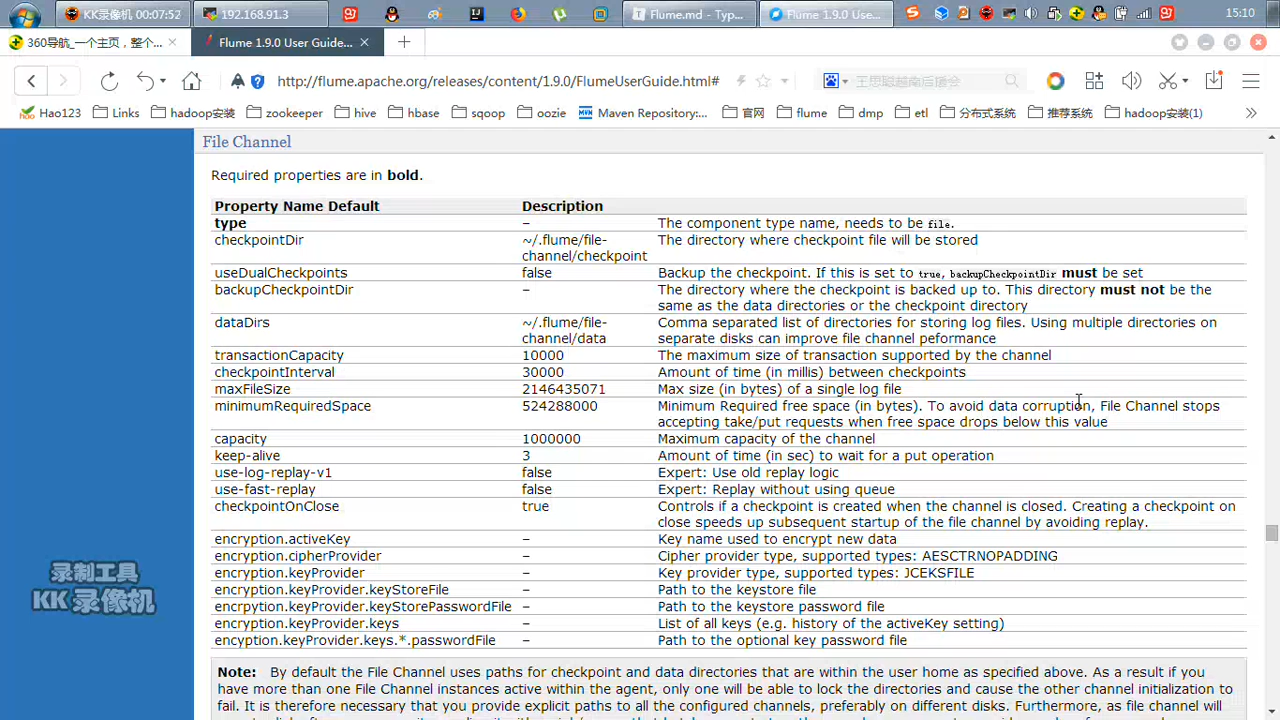 KK录像机 00:07:52
192.168.91.3
Flume.md - Typ...
Flume 1.9.0 Use...
15:10
360导航_一个主页，整个...
Flume 1.9.0 User Guide...
http://flume.apache.org/releases/content/1.9.0/FlumeUserGuide.html#
王思聪越南后援会
Hao123 Links hadoop安装 zookeeper hive hbase sqoop oozie Maven Repository:... 官网 flume dmp etl 分布式系统 推荐系统 hadoop安装(1)
File Channel
Required properties are in bold.
Property Name Default Description
type – The component type name, needs to be file.
checkpointDir ~/.flume/file-channel/checkpoint The directory where checkpoint file will be stored
useDualCheckpoints false Backup the checkpoint. If this is set to true, backupCheckpointDir must be set
backupCheckpointDir – The directory where the checkpoint is backed up to. This directory must not be the
same as the data directories or the checkpoint directory
dataDirs ~/.flume/file-channel/data Comma separated list of directories for storing log files. Using multiple directories on
separate disks can improve file channel peformance
transactionCapacity 10000 The maximum size of transaction supported by the channel
checkpointInterval 30000 Amount of time (in millis) between checkpoints
maxFileSize 2146435071 Max size (in bytes) of a single log file
minimumRequiredSpace 524288000 Minimum Required free space (in bytes). To avoid data corruption, File Channel stops
accepting take/put requests when free space drops below this value
capacity 1000000 Maximum capacity of the channel
keep-alive 3 Amount of time (in sec) to wait for a put operation
use-log-replay-v1 false Expert: Use old replay logic
use-fast-replay false Expert: Replay without using queue
checkpointOnClose true Controls if a checkpoint is created when the channel is closed. Creating a checkpoint on
close speeds up subsequent startup of the file channel by avoiding replay.
encryption.activeKey – Key name used to encrypt new data
encryption.cipherProvider – Cipher provider type, supported types: AESCTRNOPADDING
encryption.keyProvider – Key provider type, supported types: JCEKSFILE
encryption.keyProvider.keyStoreFile – Path to the keystore file
encrpytion.keyProvider.keyStorePasswordFile – Path to the keystore password file
encryption.keyProvider.keys – List of all keys (e.g. history of the activeKey setting)
encyption.keyProvider.keys.*.passwordFile – Path to the optional key password file
Note: By default the File Channel uses paths for checkpoint and data directories that are within the user home as specified above. As a result if you
have more than one File Channel instances active within the agent, only one will be able to lock the directories and cause the other channel initialization to
fail. It is therefore necessary that you provide explicit paths to all the configured channels, preferably on different disks. Furthermore, as file channel will
录制工具
KK 录像机